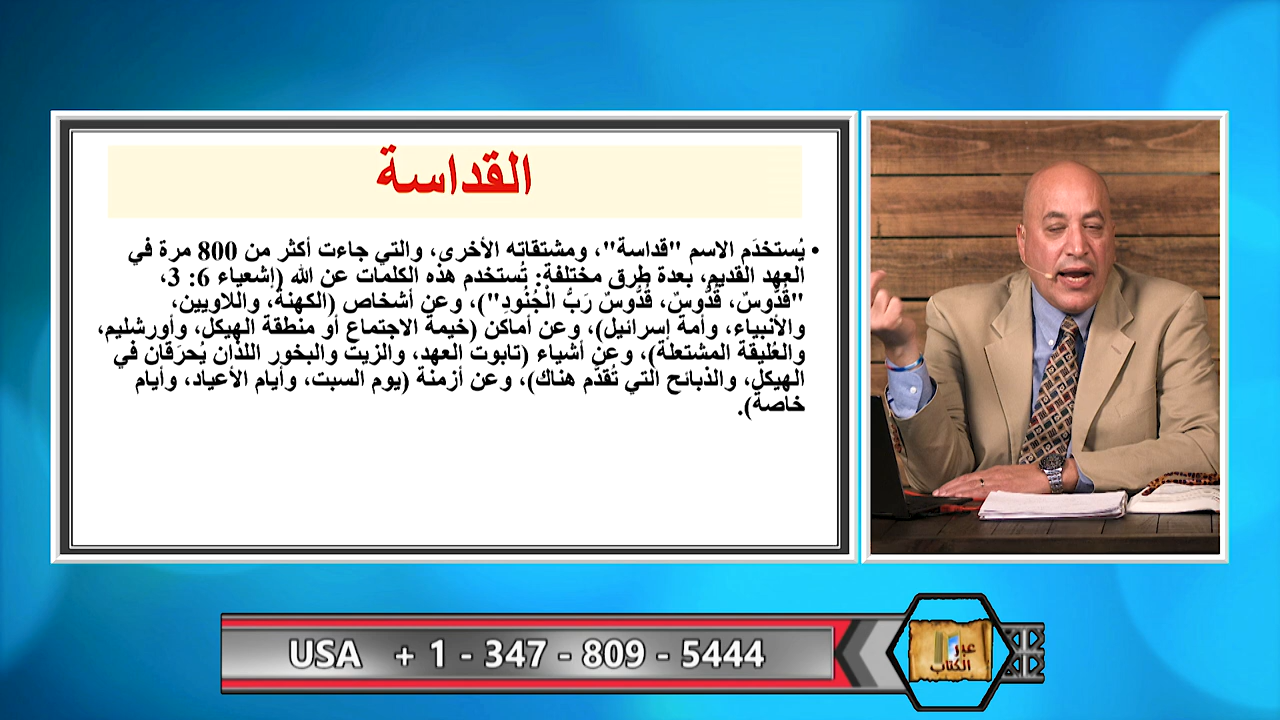 القداسة
• يُستخدَم الاسم "قداسة"، ومشتقاته الأخرى، والتي جاءت أكثر من 800 مرة في
العهد القديم، بعدة طرق مختلفة: تُستخدم هذه الكلمات عن الله (إشعياء 6: 3،
"قُدُّوسٌ، قُدُّوسٌ، قُدُّوسٌ رَبُّ الْجُنُودِ")، وعن أشخاص (الكهنة، واللاويين،
والأنبياء، وأمة إسرائيل)، وعن أماكن (خيمة الاجتماع أو منطقة الهيكل، وأورشليم،
والعُليقة المشتعلة)، وعن أشياء (تابوت العهد، والزيت والبخور اللذان يُحرَقان في
الهيكل، والذبائح التي تُقدَّم هناك)، وعن أزمنة (يوم السبت، وأيام الأعياد، وأيام
خاصة).
USA + 1 - 347 - 809 - 5444
عبر
الكتاب